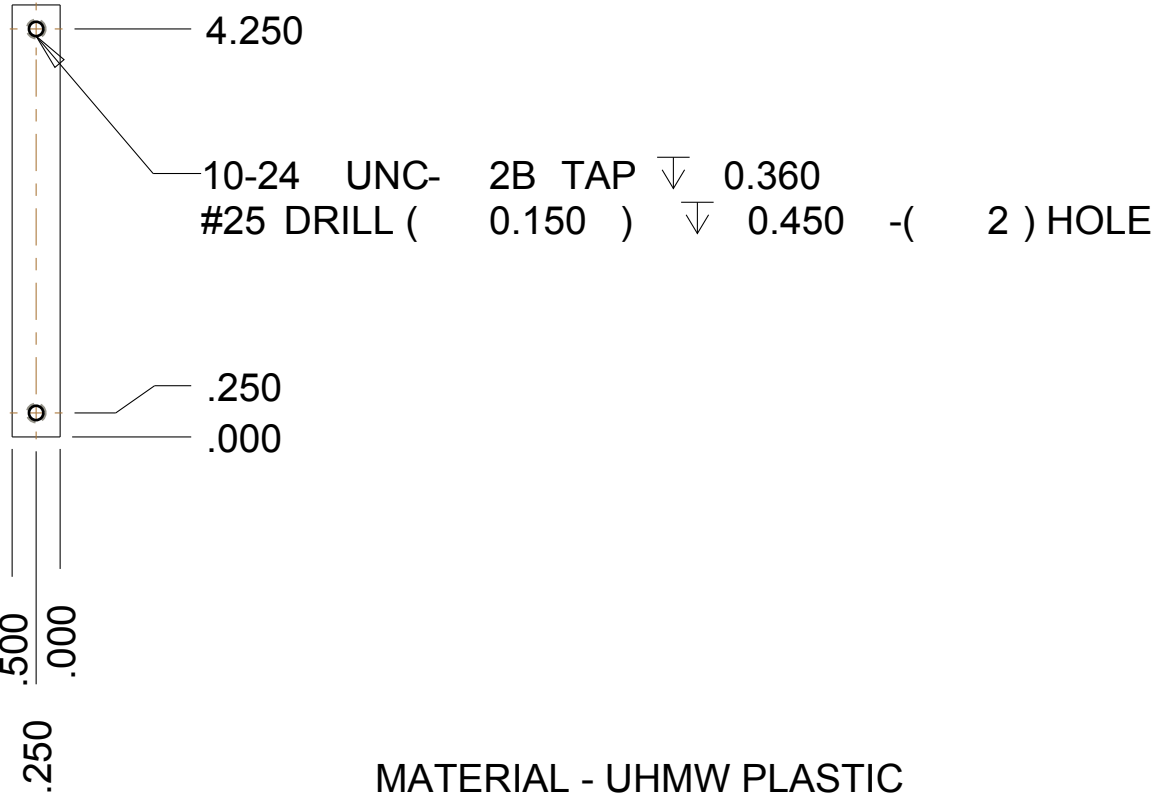 4.250
10-24 UNC- 2B TAP ↧ 0.360
#25 DRILL ( 0.150 ) ↧ 0.450 -( 2 ) HOLE
.250
.000
.500
.000
.250
MATERIAL - UHMW PLASTIC